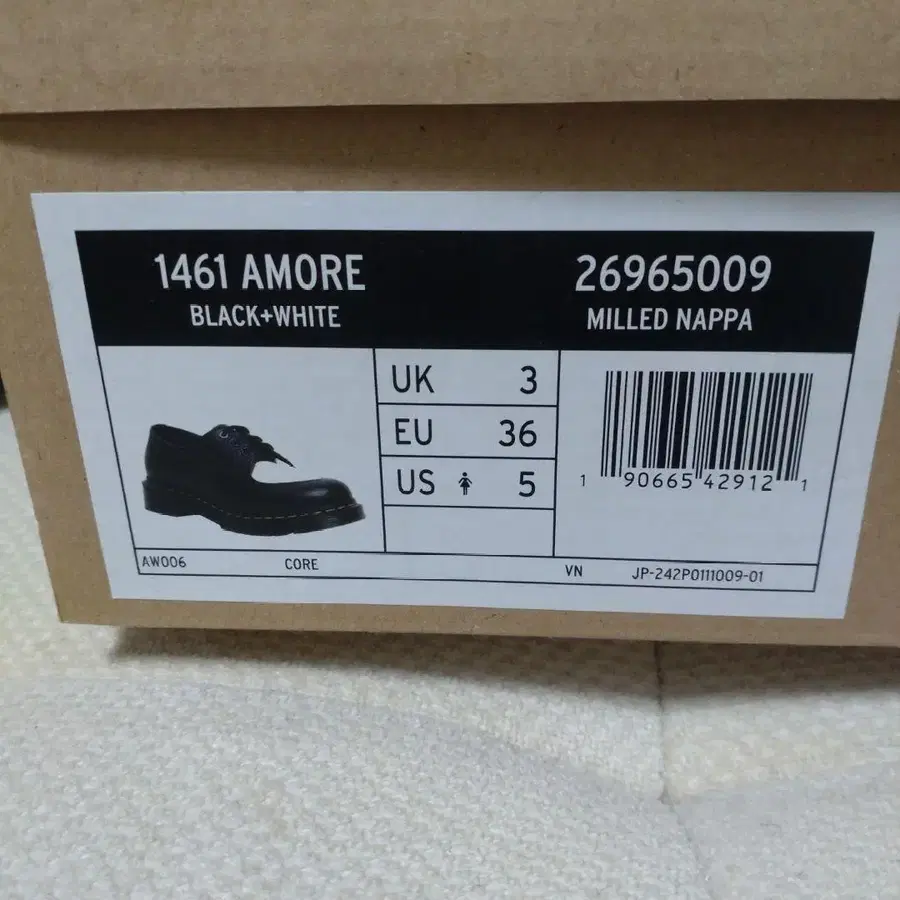 1461 AMORE
BLACK+WHITE
26965009
MILLED NAPPA
UK 3
EU 36
US 5
1 90665 42912 1
AW006 CORE VN JP-242P0111009-01